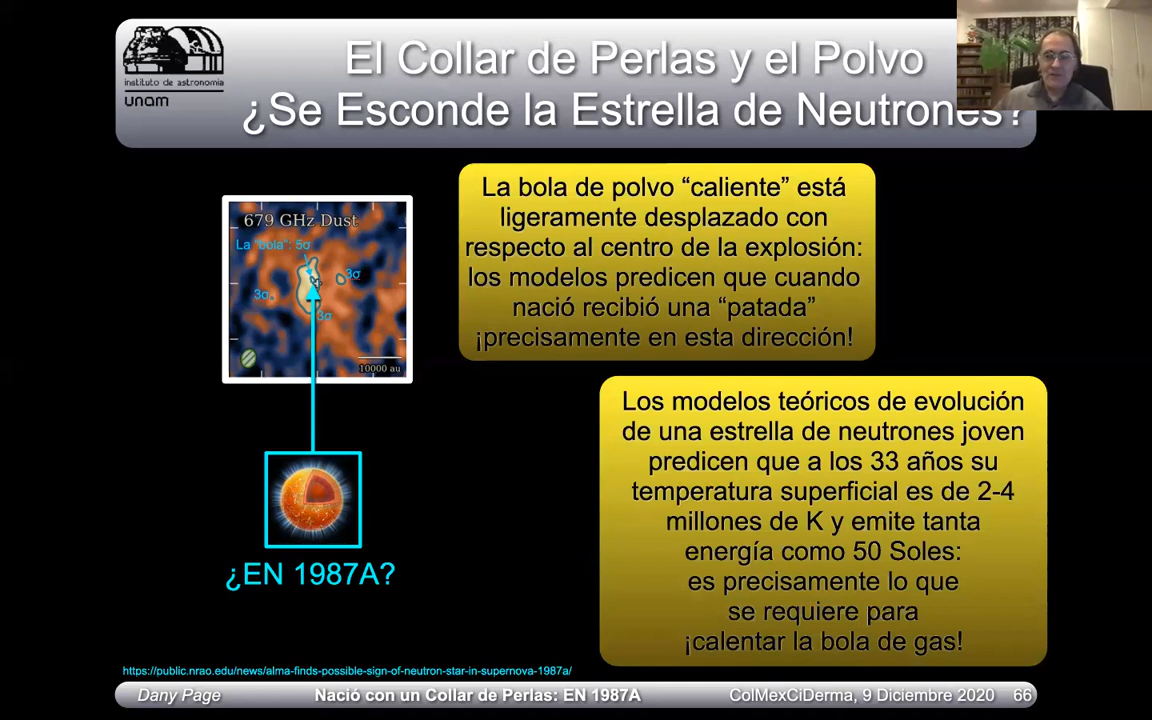 instituto de astronomía
unam
El Collar de Perlas y el Polvo
¿Se Esconde la Estrella de Neutrones?
679 GHz Dust
La "bola": 5σ
3σ
3σ
3σ
10000 au
¿EN 1987A?
La bola de polvo “caliente” está
ligeramente desplazado con
respecto al centro de la explosión:
los modelos predicen que cuando
nació recibió una “patada”
¡precisamente en esta dirección!
Los modelos teóricos de evolución
de una estrella de neutrones joven
predicen que a los 33 años su
temperatura superficial es de 2-4
millones de K y emite tanta
energía como 50 Soles:
es precisamente lo que
se requiere para
¡calentar la bola de gas!
https://public.nrao.edu/news/alma-finds-possible-sign-of-neutron-star-in-supernova-1987a/
Dany Page
Nació con un Collar de Perlas: EN 1987A
ColMexCiDerma, 9 Diciembre 2020
66